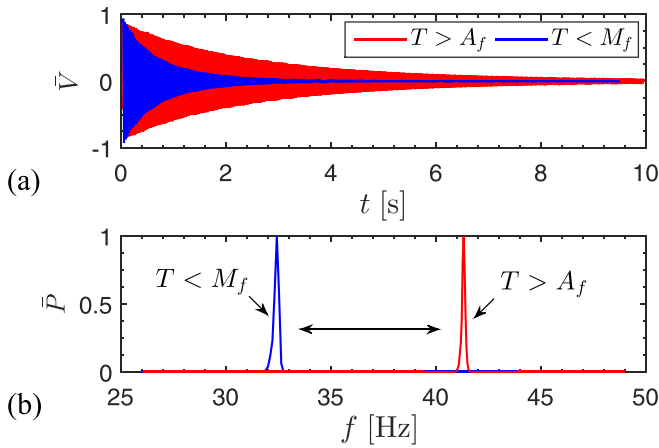 1
T > A_f T < M_f
V̄
0
-1
0 2 4 6 8 10
(a)
t [s]
1
T < M_f T > A_f
P̄
0.5
0
25 30 35 40 45 50
(b)
f [Hz]